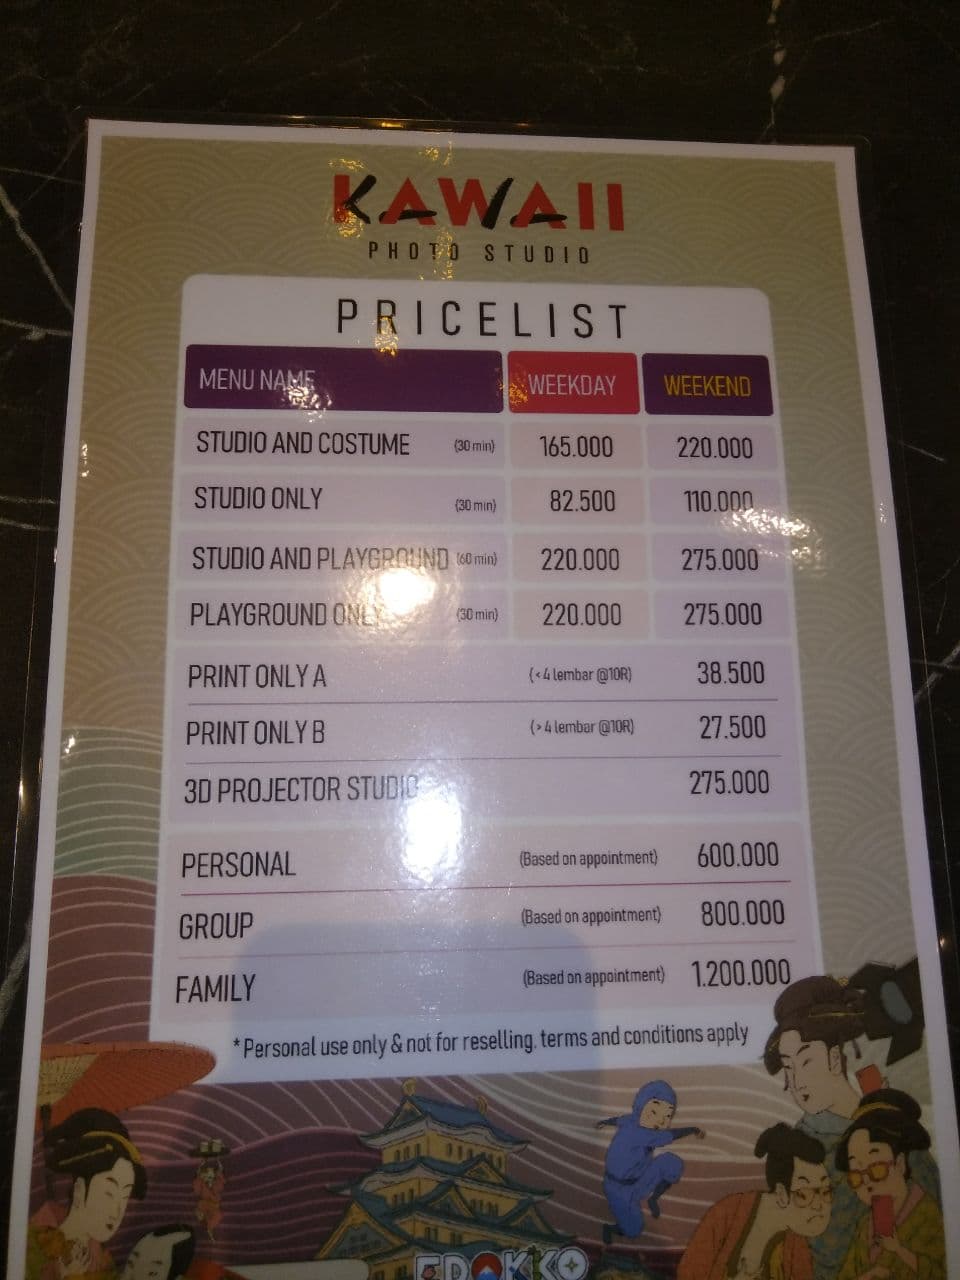 KAWAII
PHOTO STUDIO
PRICELIST
MENU NAME WEEKDAY WEEKEND
STUDIO AND COSTUME (30 min) 165.000 220.000
STUDIO ONLY (30 min) 82.500 110.000
STUDIO AND PLAYGROUND (60 min) 220.000 275.000
PLAYGROUND ONLY (30 min) 220.000 275.000
PRINT ONLY A (< 4 lembar @10R) 38.500
PRINT ONLY B (> 4 lembar @10R) 27.500
3D PROJECTOR STUDIO 275.000
PERSONAL (Based on appointment) 600.000
GROUP (Based on appointment) 800.000
FAMILY (Based on appointment) 1.200.000
*Personal use only & not for reselling. terms and conditions apply